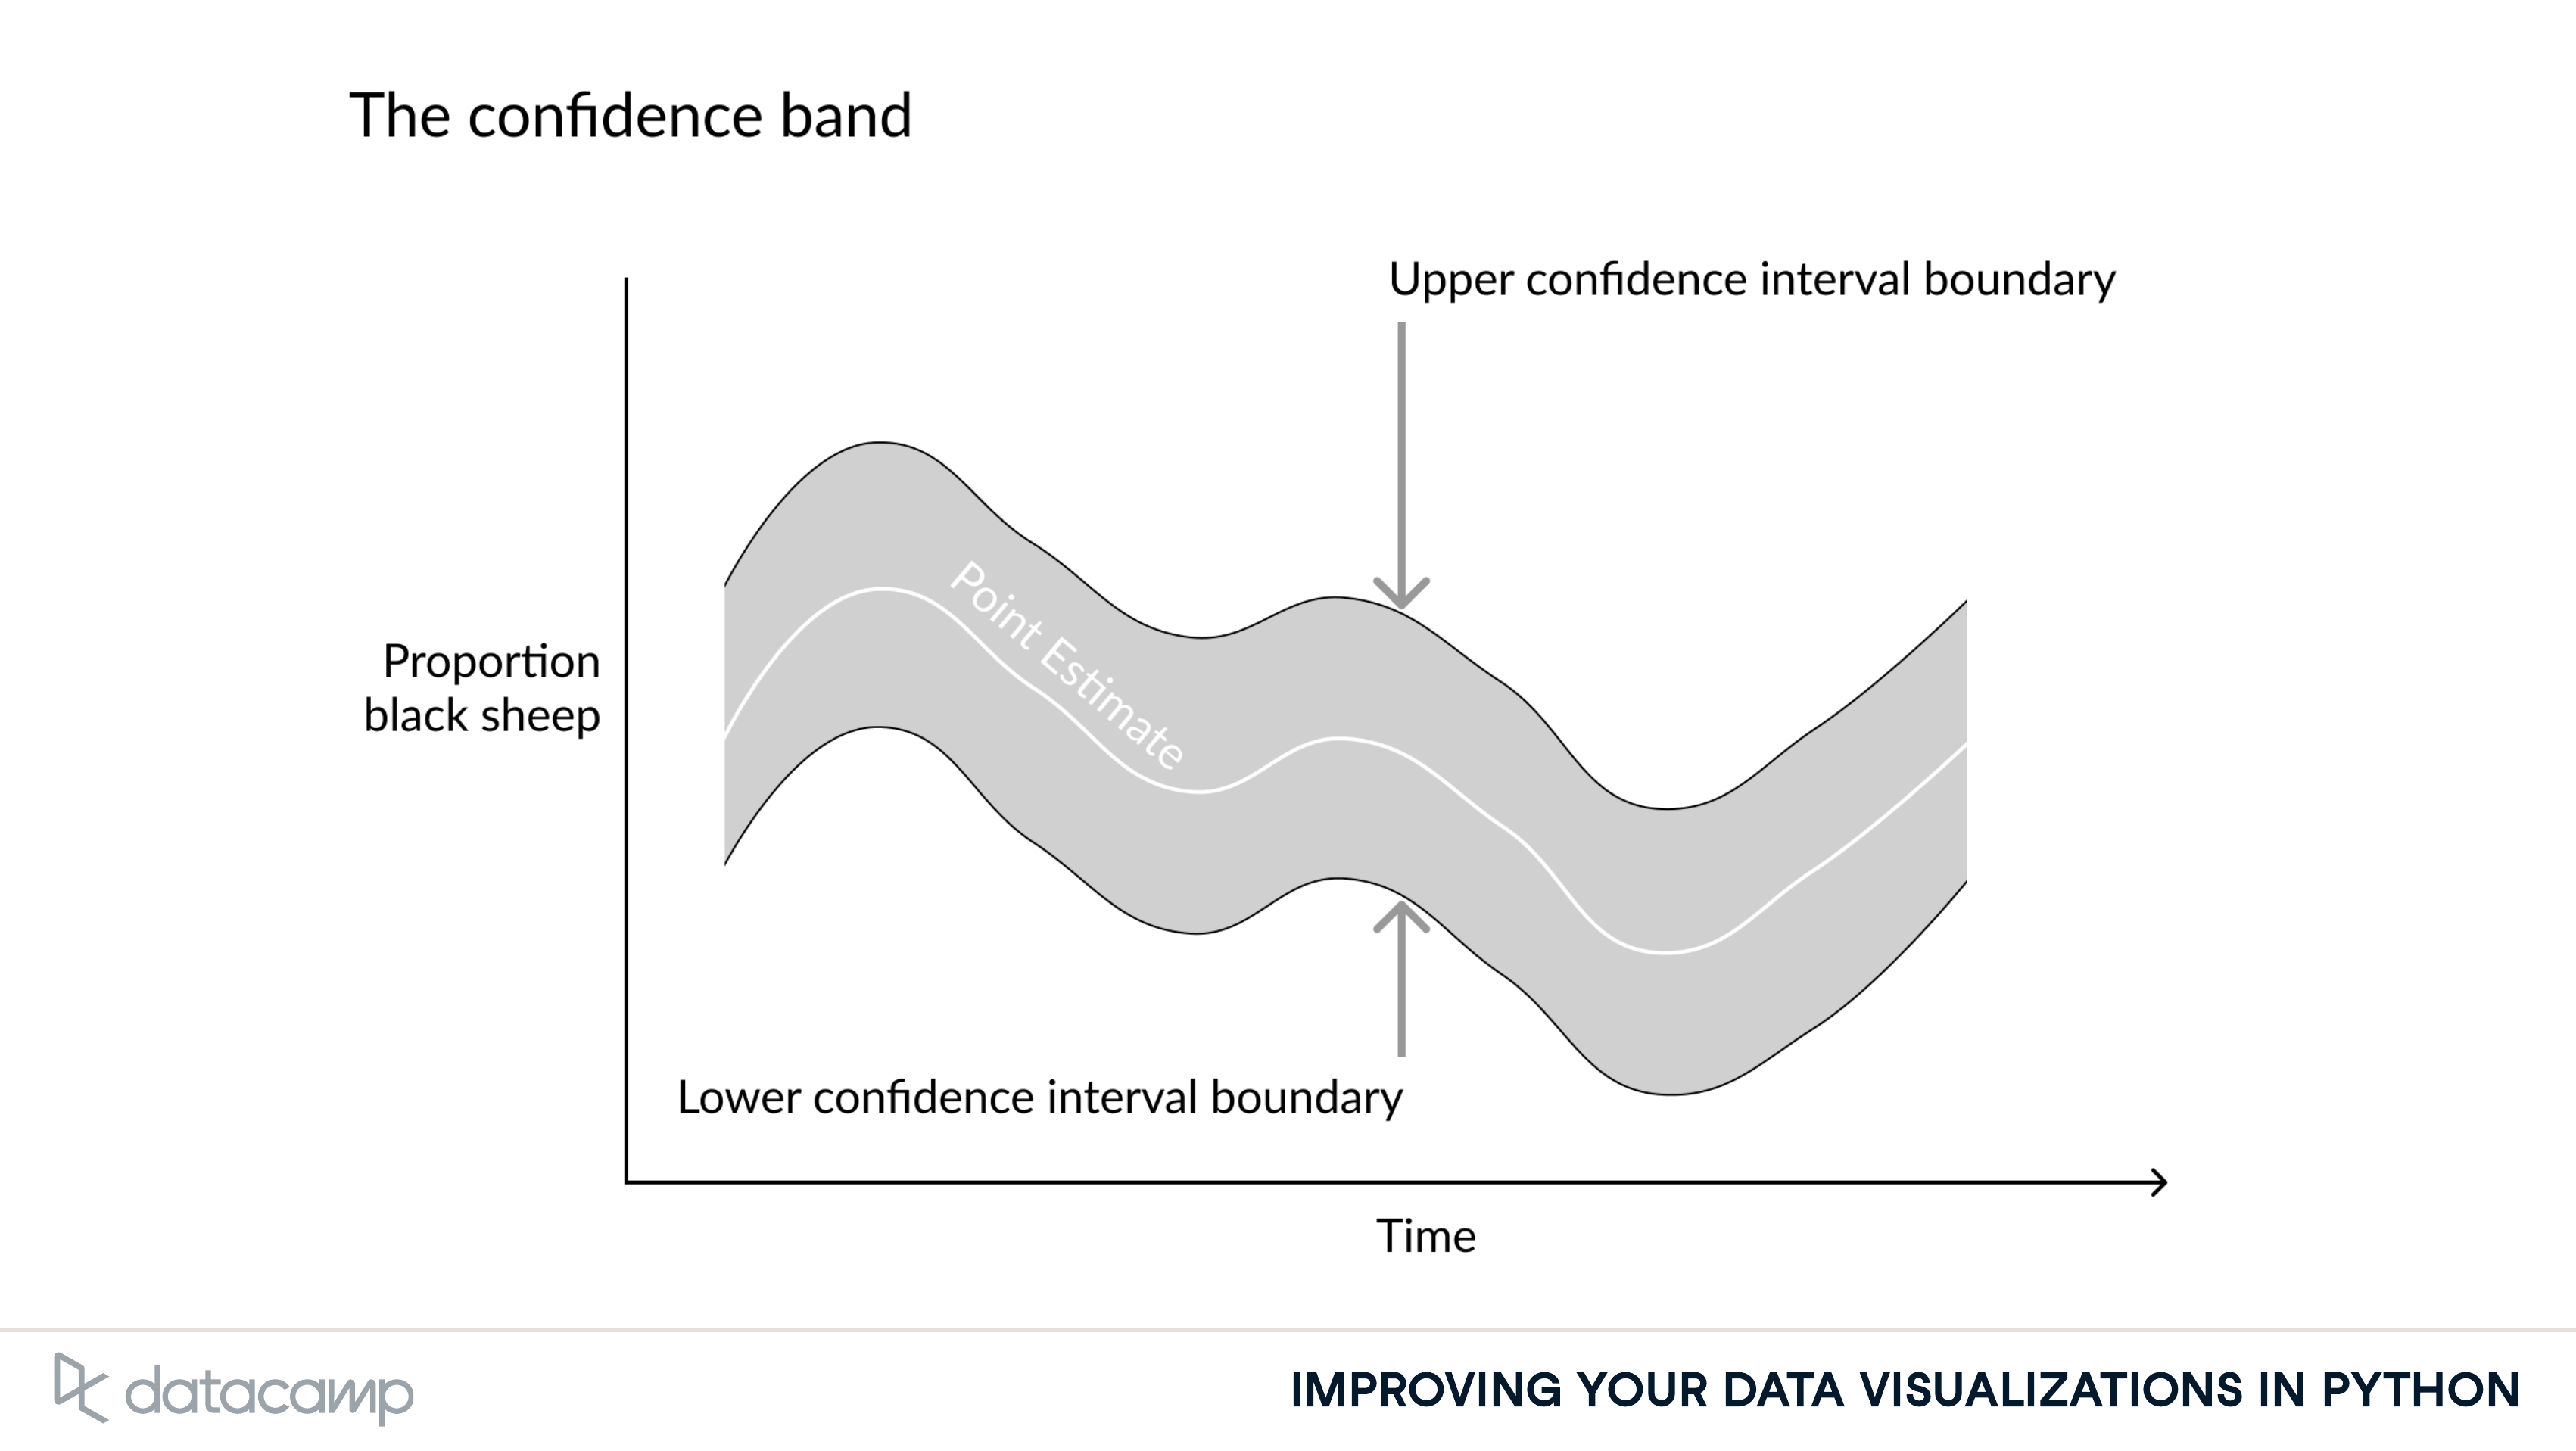 The confidence band
Upper confidence interval boundary
Point Estimate
Proportion
black sheep
Lower confidence interval boundary
Time
datacamp
IMPROVING YOUR DATA VISUALIZATIONS IN PYTHON